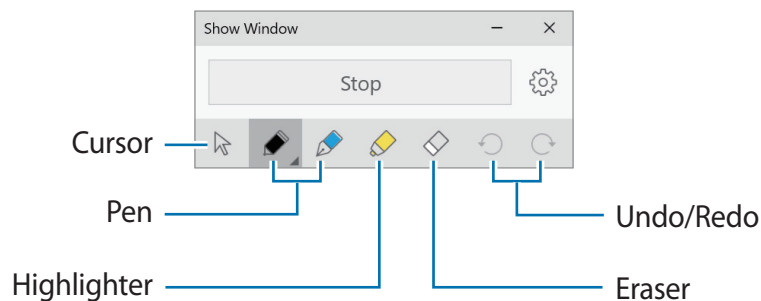 Show Window
Stop
Cursor
Pen
Undo/Redo
Highlighter
Eraser